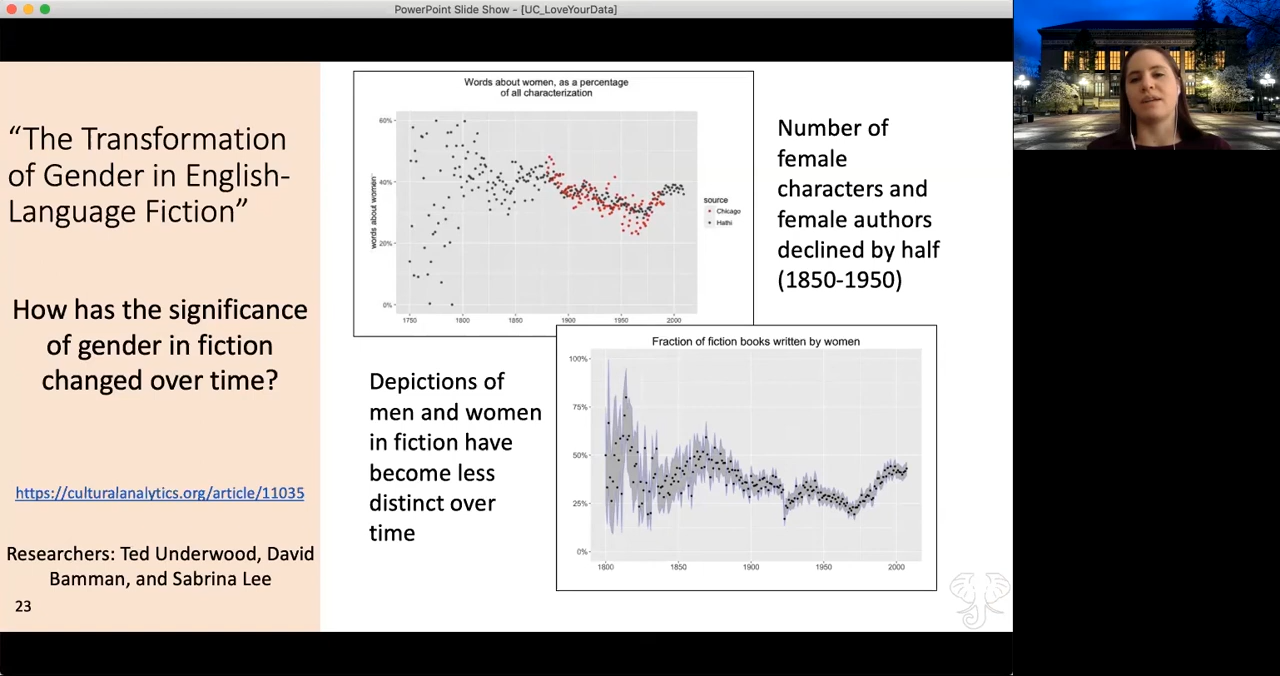 PowerPoint Slide Show - [UC_LoveYourData]
“The Transformation
of Gender in English-
Language Fiction”
How has the significance
of gender in fiction
changed over time?
https://culturalanalytics.org/article/11035
Researchers: Ted Underwood, David
Bamman, and Sabrina Lee
23
Words about women, as a percentage
of all characterization
words about women
60%
40%
20%
0%
1750
1800
1850
1900
1950
2000
source
Chicago
Hathi
Number of
female
characters and
female authors
declined by half
(1850-1950)
Depictions of
men and women
in fiction have
become less
distinct over
time
Fraction of fiction books written by women
100%
75%
50%
25%
0%
1800
1850
1900
1950
2000